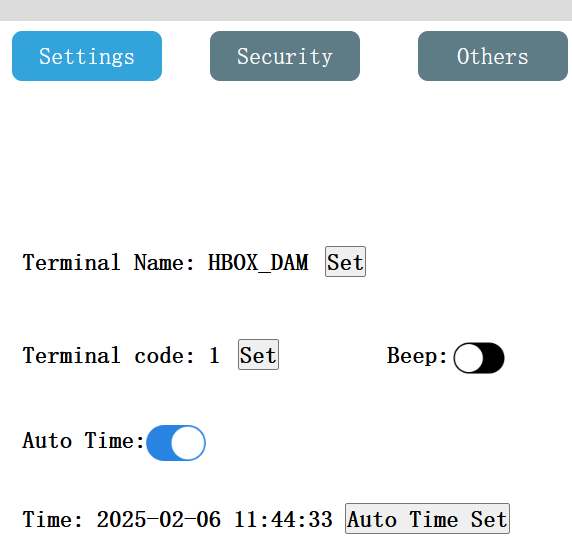 Settings Security Others
Terminal Name: HBOX_DAM Set
Terminal code: 1 Set Beep:
Auto Time:
Time: 2025-02-06 11:44:33 Auto Time Set